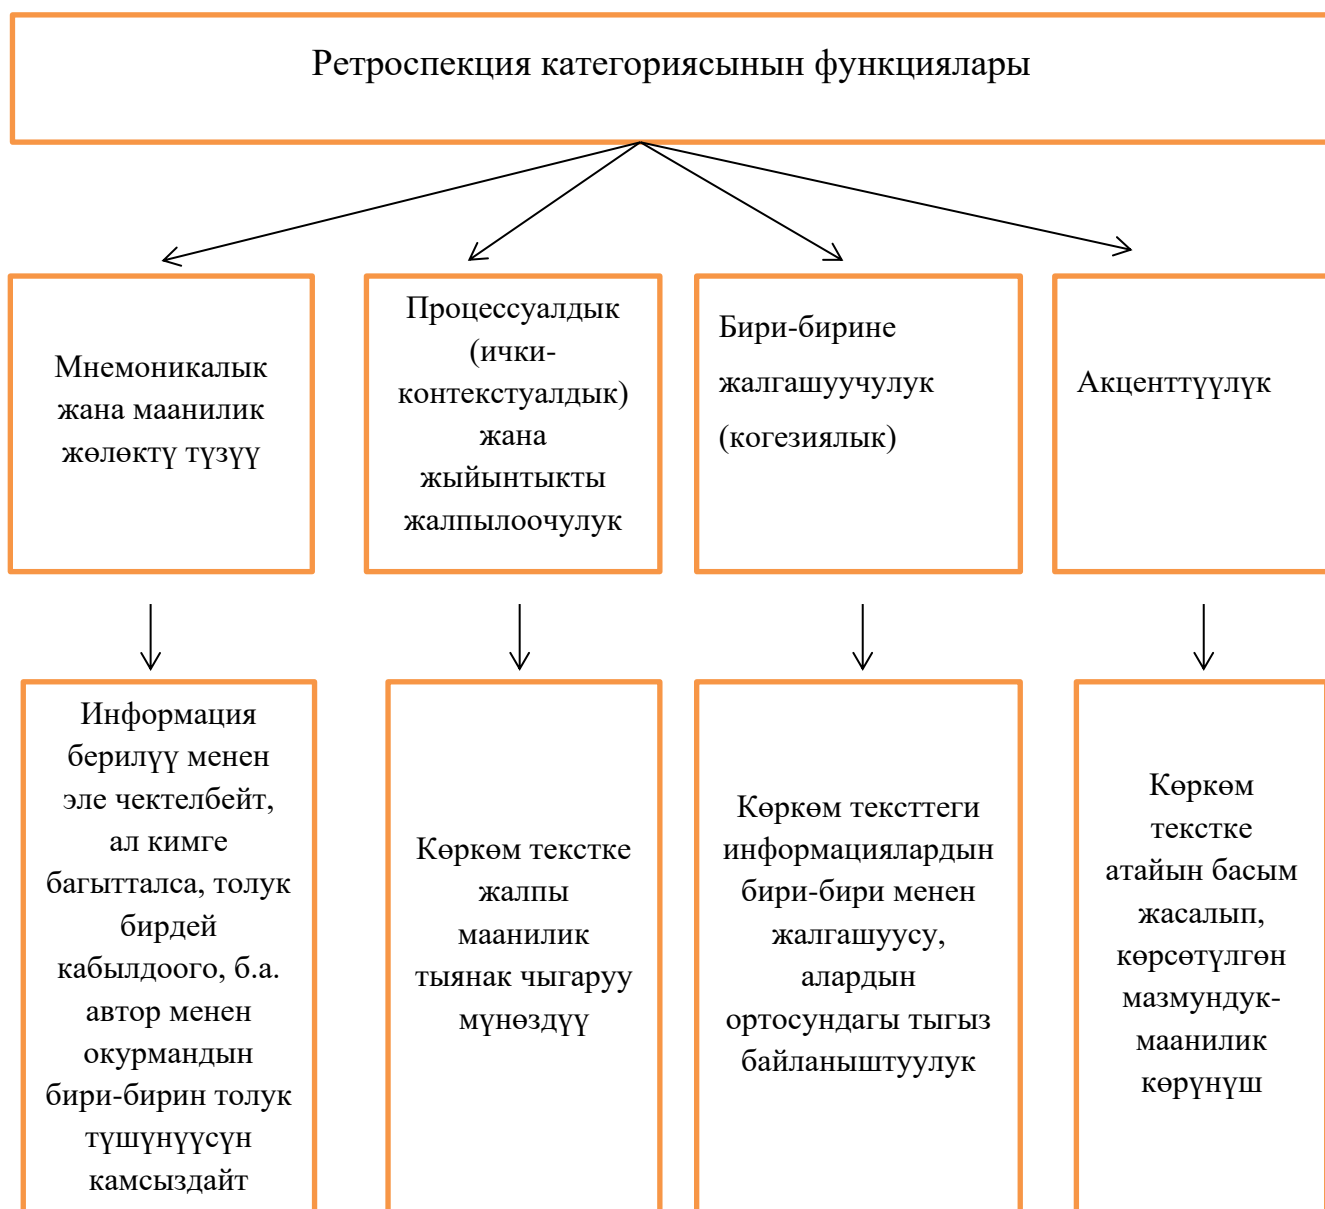 Ретроспекция категориясынын функциялары
Мнемоникалык
жана маанилик
жөлөктү түзүү
Процессуалдык
(ички-
контекстуалдык)
жана
жыйынтыкты
жалпылоочулук
Бири-бирине
жалгашуучулук
(когезиялык)
Акценттүүлүк
Информация
берилүү менен
эле чектелбейт,
ал кимге
багытталса, толук
бирдей
кабылдоого, б.а.
автор менен
окурмандын
бири-бирин толук
түшүнүүсүн
камсыздайт
Көркөм текстке
жалпы
маанилик
тыянак чыгаруу
мүнөздүү
Көркөм тексттеги
информациялардын
бири-бири менен
жалгашуусу,
алардын
ортосундагы тыгыз
байланыштуулук
Көркөм
текстке
атайын басым
жасалып,
көрсөтүлгөн
мазмундук-
маанилик
көрүнүш